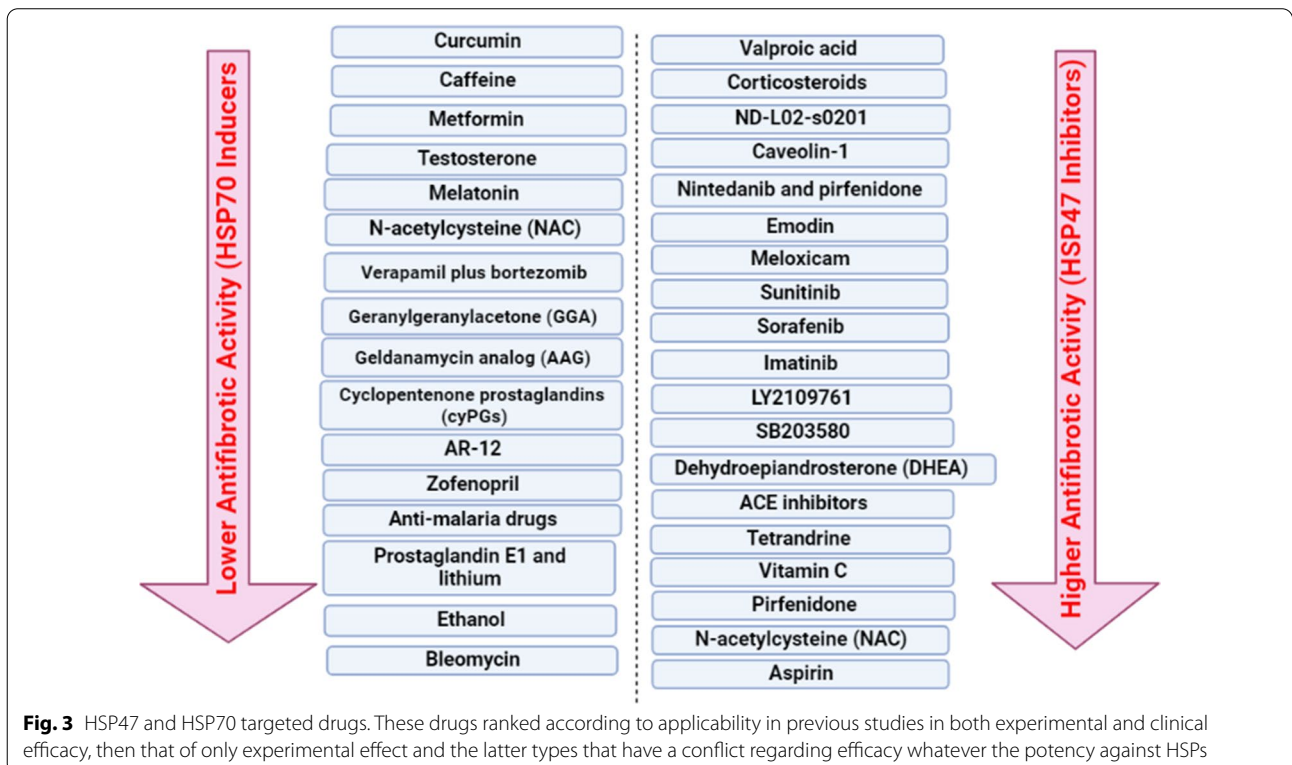 Lower Antifibrotic Activity (HSP70 Inducers
Curcumin
Caffeine
Metformin
Testosterone
Melatonin
N-acetylcysteine (NAC)
Verapamil plus bortezomib
Geranylgeranylacetone (GGA)
Geldanamycin analog (AAG)
Cyclopentenone prostaglandins
(cyPGs)
AR-12
Zofenopril
Anti-malaria drugs
Prostaglandin E1 and
lithium
Ethanol
Bleomycin
Valproic acid
Corticosteroids
ND-L02-s0201
Caveolin-1
Nintedanib and pirfenidone
Emodin
Meloxicam
Sunitinib
Sorafenib
Imatinib
LY2109761
SB203580
Dehydroepiandrosterone (DHEA)
ACE inhibitors
Tetrandrine
Vitamin C
Pirfenidone
N-acetylcysteine (NAC)
Aspirin
Higher Antifibrotic Activity (HSP47 Inhibitors)
Fig. 3 HSP47 and HSP70 targeted drugs. These drugs ranked according to applicability in previous studies in both experimental and clinical
efficacy, then that of only experimental effect and the latter types that have a conflict regarding efficacy whatever the potency against HSPs